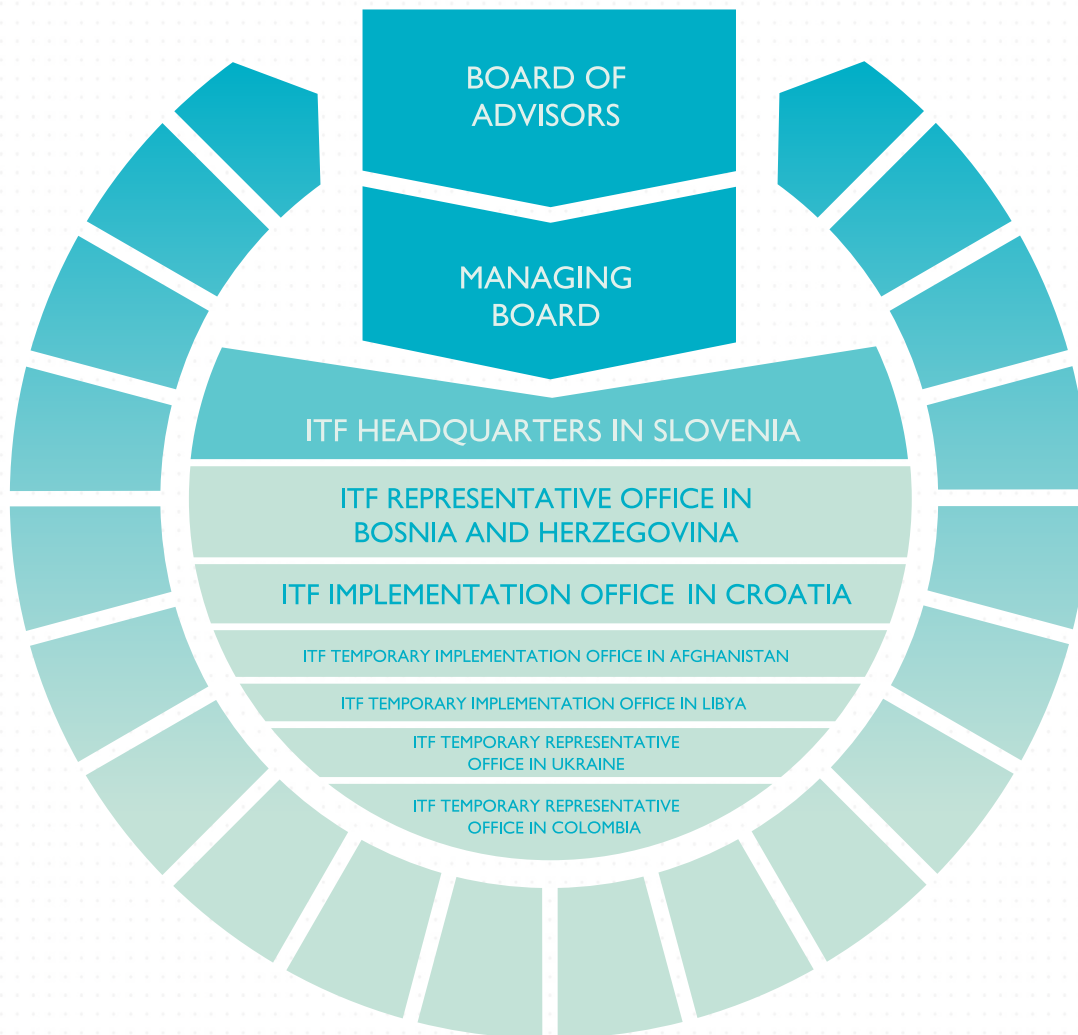 BOARD OF
ADVISORS
MANAGING
BOARD
ITF HEADQUARTERS IN SLOVENIA
ITF REPRESENTATIVE OFFICE IN
BOSNIA AND HERZEGOVINA
ITF IMPLEMENTATION OFFICE IN CROATIA
ITF TEMPORARY IMPLEMENTATION OFFICE IN AFGHANISTAN
ITF TEMPORARY IMPLEMENTATION OFFICE IN LIBYA
ITF TEMPORARY REPRESENTATIVE
OFFICE IN UKRAINE
ITF TEMPORARY REPRESENTATIVE
OFFICE IN COLOMBIA